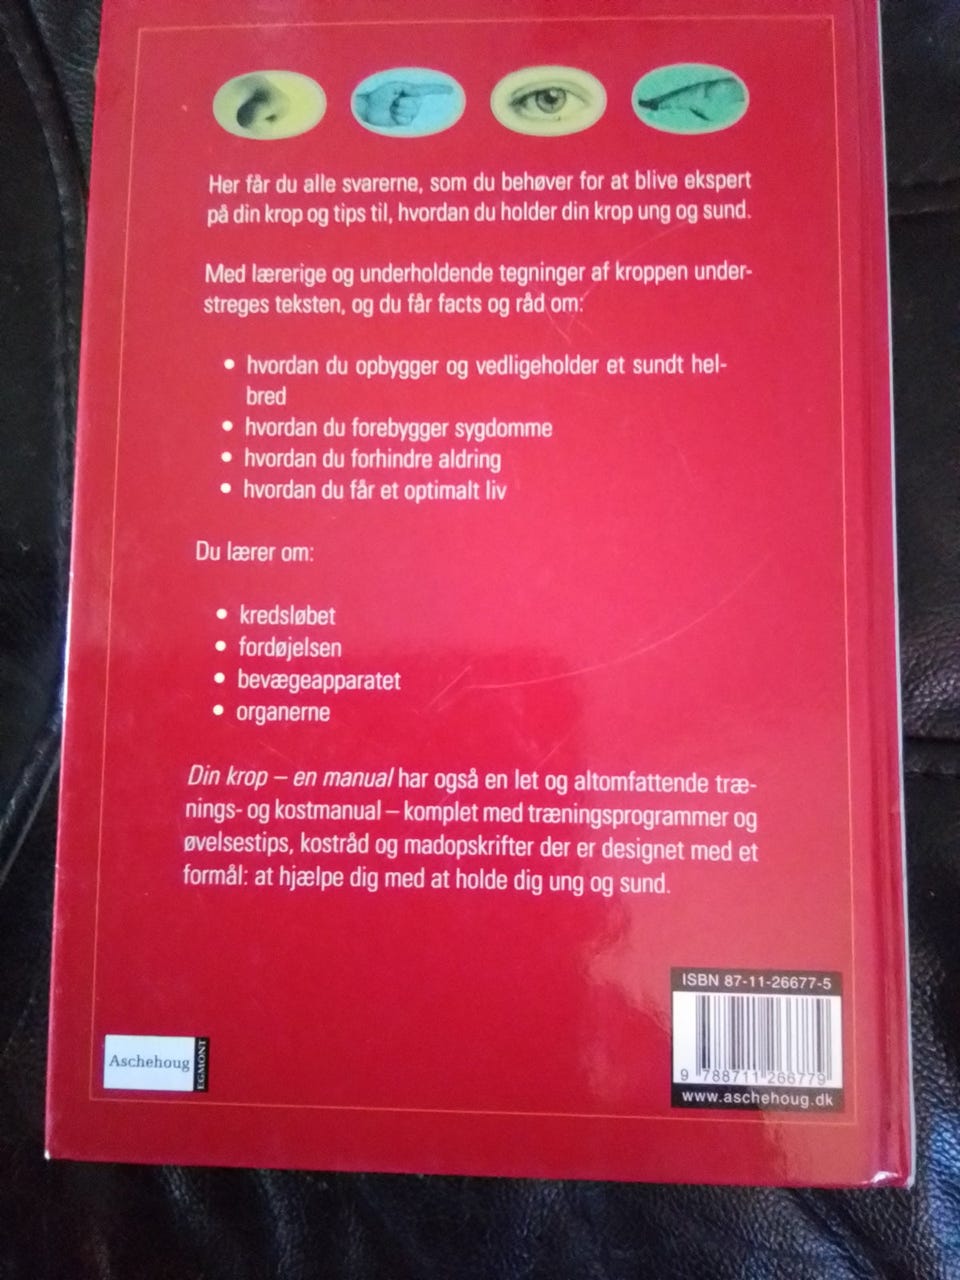 Her får du alle svarerne, som du behøver for at blive ekspert
på din krop og tips til, hvordan du holder din krop ung og sund.
Med lærerige og underholdende tegninger af kroppen under-
streges teksten, og du får facts og råd om:
• hvordan du opbygger og vedligeholder et sundt hel-
bred
• hvordan du forebygger sygdomme
• hvordan du forhindre aldring
• hvordan du får et optimalt liv
Du lærer om:
• kredsløbet
• fordøjelsen
• bevægeapparatet
• organerne
Din krop – en manual har også en let og altomfattende træ-
nings- og kostmanual – komplet med træningsprogrammer og
øvelsestips, kostråd og madopskrifter der er designet med et
formål: at hjælpe dig med at holde dig ung og sund.
ISBN 87-11-26677-5
9 788711 266779
www.aschehoug.dk
Aschehoug
EGMONT